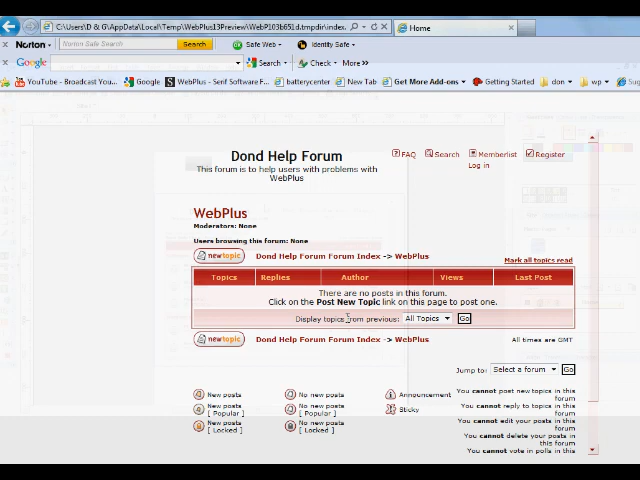 C:\Users\D & G\AppData\Local\Temp\WebPlus13Preview\WebP103b651d.tmpdir\index.
Home
x Norton Norton Safe Search Search Safe Web Identity Safe
x Google Search Check More >>
YouTube - Broadcast You... Google WebPlus - Serif Software F... batterycenter New Tab Get More Add-ons Getting Started don wp Sug
Dond Help Forum
This forum is to help users with problems with
WebPlus
FAQ Search Memberlist Register
Log in
WebPlus
Moderators: None
Users browsing this forum: None
newtopic Dond Help Forum Forum Index -> WebPlus
Mark all topics read
Topics Replies Author Views Last Post
There are no posts in this forum.
Click on the Post New Topic link on this page to post one.
Display topics from previous: All Topics Go
newtopic Dond Help Forum Forum Index -> WebPlus All times are GMT
Jump to: Select a forum Go
New posts No new posts Announcement
New posts [ Popular ] No new posts [ Popular ] Sticky
New posts [ Locked ] No new posts [ Locked ]
You cannot post new topics in this
forum
You cannot reply to topics in this
forum
You cannot edit your posts in this
forum
You cannot delete your posts in
this forum
You cannot vote in polls in this